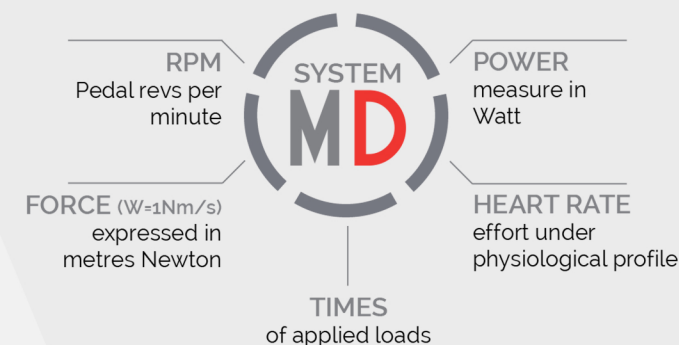 RPM
Pedal revs per
minute
SYSTEM
MD
POWER
measure in
Watt
FORCE (W=1Nm/s)
expressed in
metres Newton
HEART RATE
effort under
physiological profile
TIMES
of applied loads